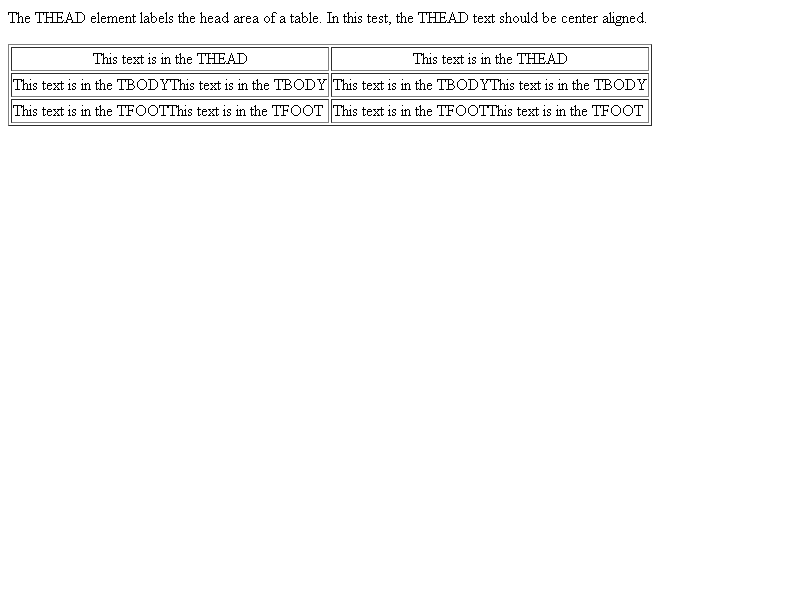 The THEAD element labels the head area of a table. In this test, the THEAD text should be center aligned.
This text is in the THEAD This text is in the THEAD
This text is in the TBODYThis text is in the TBODY This text is in the TBODYThis text is in the TBODY
This text is in the TFOOTThis text is in the TFOOT This text is in the TFOOTThis text is in the TFOOT